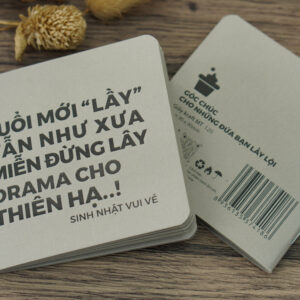 UỔI MỚI “LẦY”
ẪN NHƯ XƯA
MIỄN ĐỪNG LÂY
DRAMA CHO
THIÊN HẠ..!
SINH NHẬT VUI VẺ
GÓC CHÚC
CHO NHỮNG ĐỨA BẠN LẦY LỘI